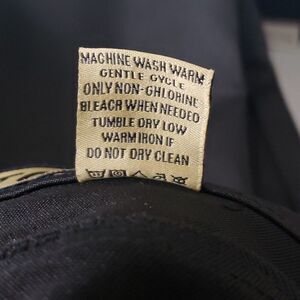 MACHINE WASH WARM
GENTLE CYCLE
ONLY NON-CHLORINE
BLEACH WHEN NEEDED
TUMBLE DRY LOW
WARM IRON IF
DO NOT DRY CLEAN